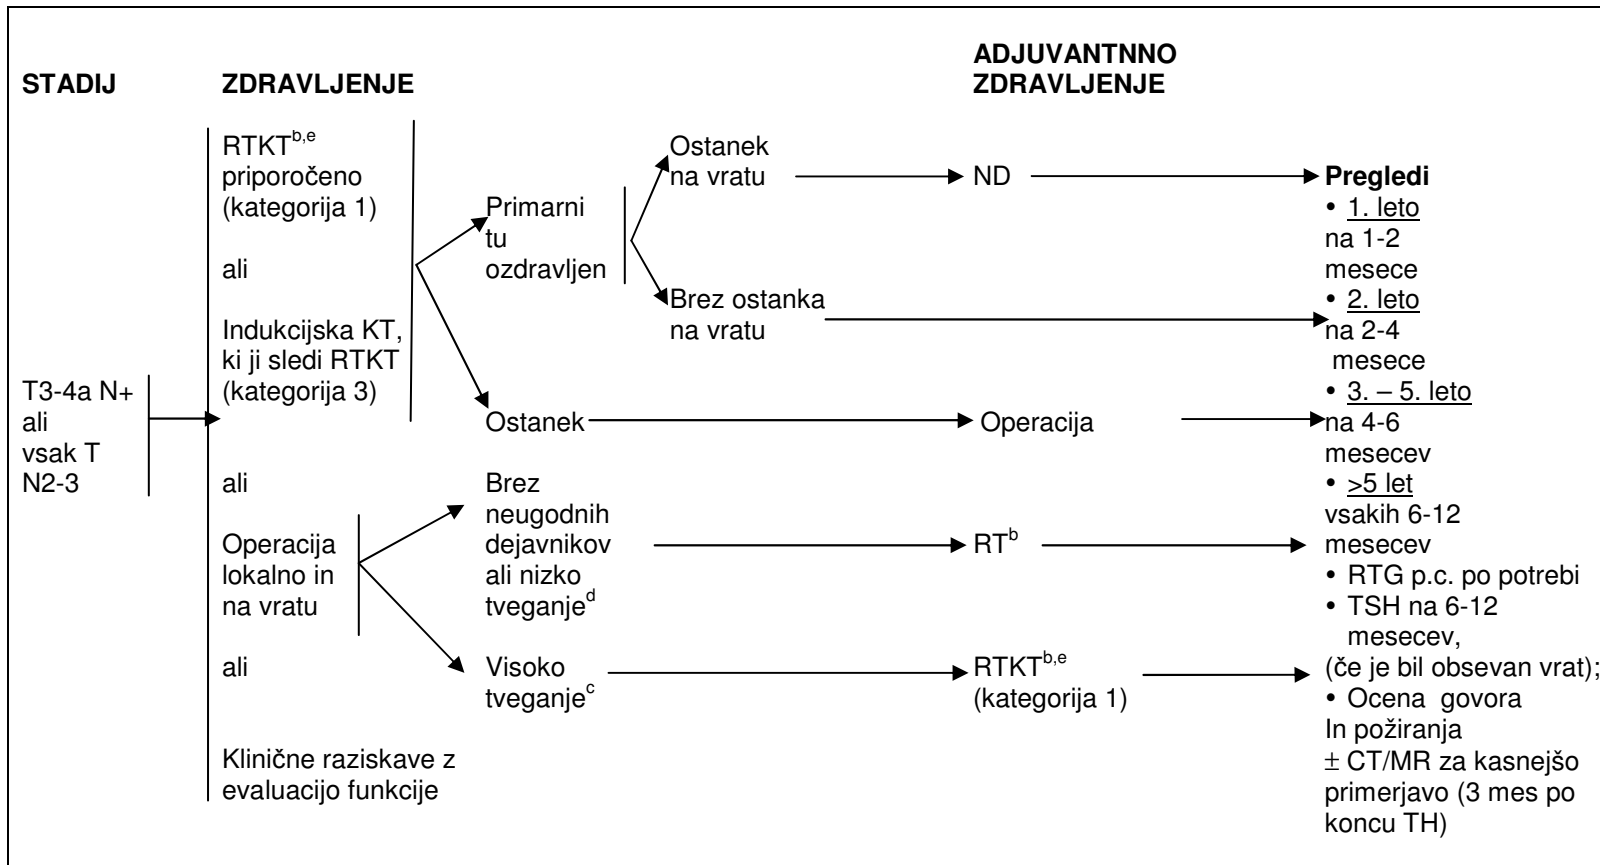 STADIJ
ZDRAVLJENJE
ADJUVANTNNO
ZDRAVLJENJE
T3-4a N+
ali
vsak T
N2-3
RTKTb,e
priporočeno
(kategorija 1)
ali
Indukcijska KT,
ki ji sledi RTKT
(kategorija 3)
ali
Operacija
lokalno in
na vratu
ali
Klinične raziskave z
evaluacijo funkcije
Primarni
tu
ozdravljen
Ostanek
Brez
neugodnih
dejavnikov
ali nizko
tveganjed
Visoko
tveganjec
Ostanek
na vratu
Brez ostanka
na vratu
ND
Operacija
RTb
RTKTb,e
(kategorija 1)
Pregledi
• 1. leto
na 1-2
mesece
• 2. leto
na 2-4
mesece
• 3. – 5. leto
na 4-6
mesecev
• >5 let
vsakih 6-12
mesecev
• RTG p.c. po potrebi
• TSH na 6-12
mesecev,
(če je bil obsevan vrat);
• Ocena govora
In požiranja
± CT/MR za kasnejšo
primerjavo (3 mes po
koncu TH)